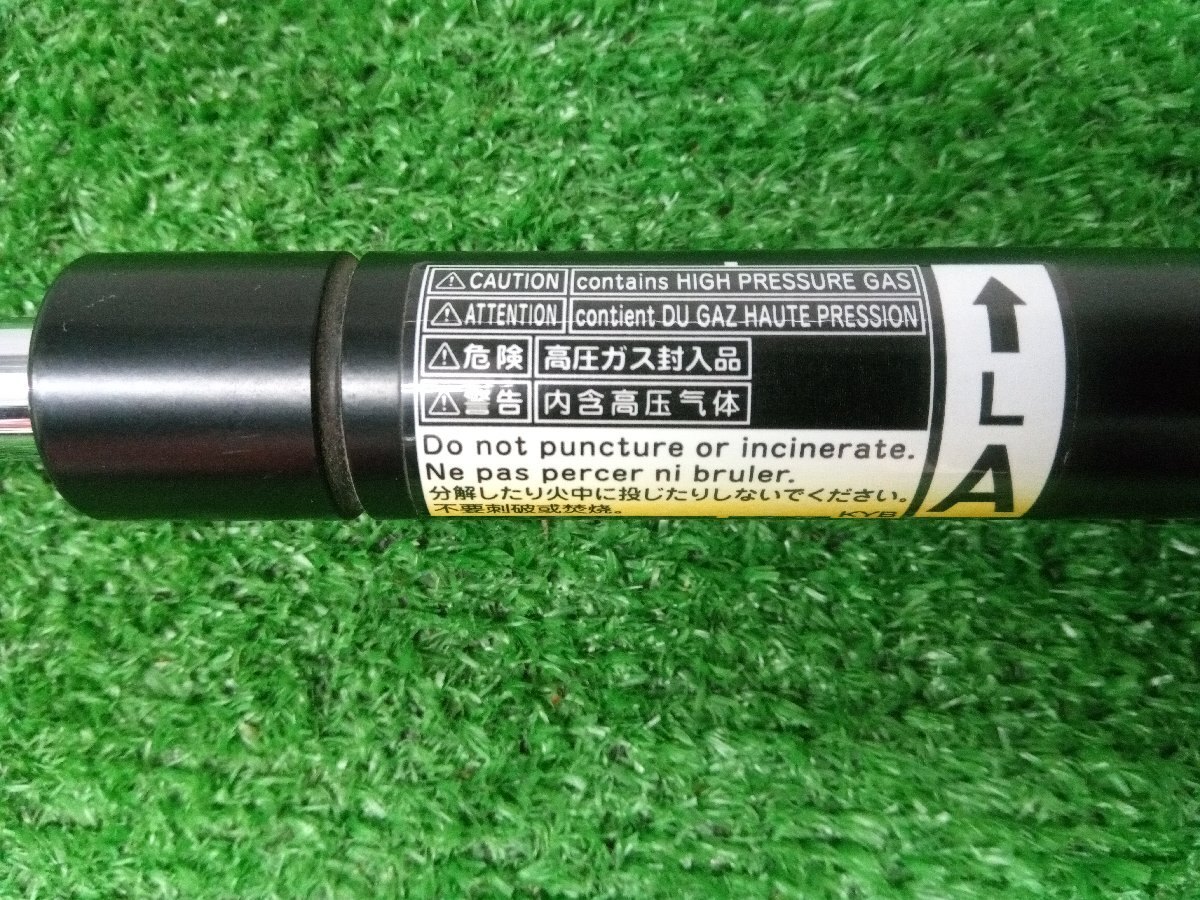 ⚠ CAUTION contains HIGH PRESSURE GAS
⚠ ATTENTION contient DU GAZ HAUTE PRESSION
⚠ 危険 高圧ガス封入品
⚠ 警告 内含高压气体
Do not puncture or incinerate.
Ne pas percer ni bruler.
分解したり火中に投じたりしないでください。
不要刺破或焚烧。 KYB
↑
L
A